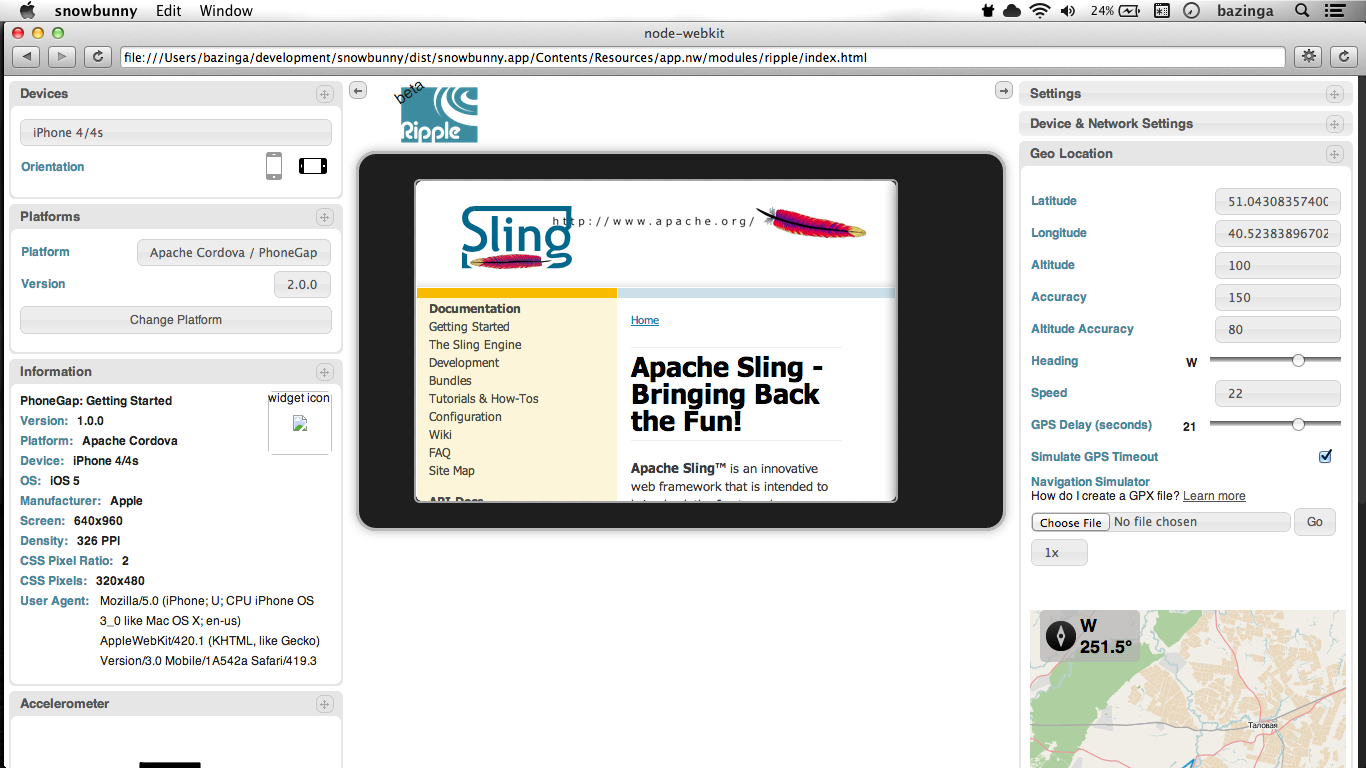 snowbunny Edit Window 24% bazinga
node-webkit
file:///Users/bazinga/development/snowbunny/dist/snowbunny.app/Contents/Resources/app.nw/modules/ripple/index.html
Devices
iPhone 4/4s
Orientation
Platforms
Platform Apache Cordova / PhoneGap
Version 2.0.0
Change Platform
Information
PhoneGap: Getting Started
widget icon
Version: 1.0.0
Platform: Apache Cordova
Device: iPhone 4/4s
OS: iOS 5
Manufacturer: Apple
Screen: 640x960
Density: 326 PPI
CSS Pixel Ratio: 2
CSS Pixels: 320x480
User Agent: Mozilla/5.0 (iPhone; U; CPU iPhone OS
3_0 like Mac OS X; en-us)
AppleWebKit/420.1 (KHTML, like Gecko)
Version/3.0 Mobile/1A542a Safari/419.3
Accelerometer
beta
Ripple
Sling
http://www.apache.org/
Documentation
Getting Started
The Sling Engine
Development
Bundles
Tutorials & How-Tos
Configuration
Wiki
FAQ
Site Map
API Docs
Home
Apache Sling -
Bringing Back
the Fun!
Apache Sling™ is an innovative
web framework that is intended to
Settings
Device & Network Settings
Geo Location
Latitude 51.04308357400
Longitude 40.52383896702
Altitude 100
Accuracy 150
Altitude Accuracy 80
Heading W
Speed 22
GPS Delay (seconds) 21
Simulate GPS Timeout
Navigation Simulator
How do I create a GPX file? Learn more
Choose File No file chosen Go
1x
W
251.5°
Таловая